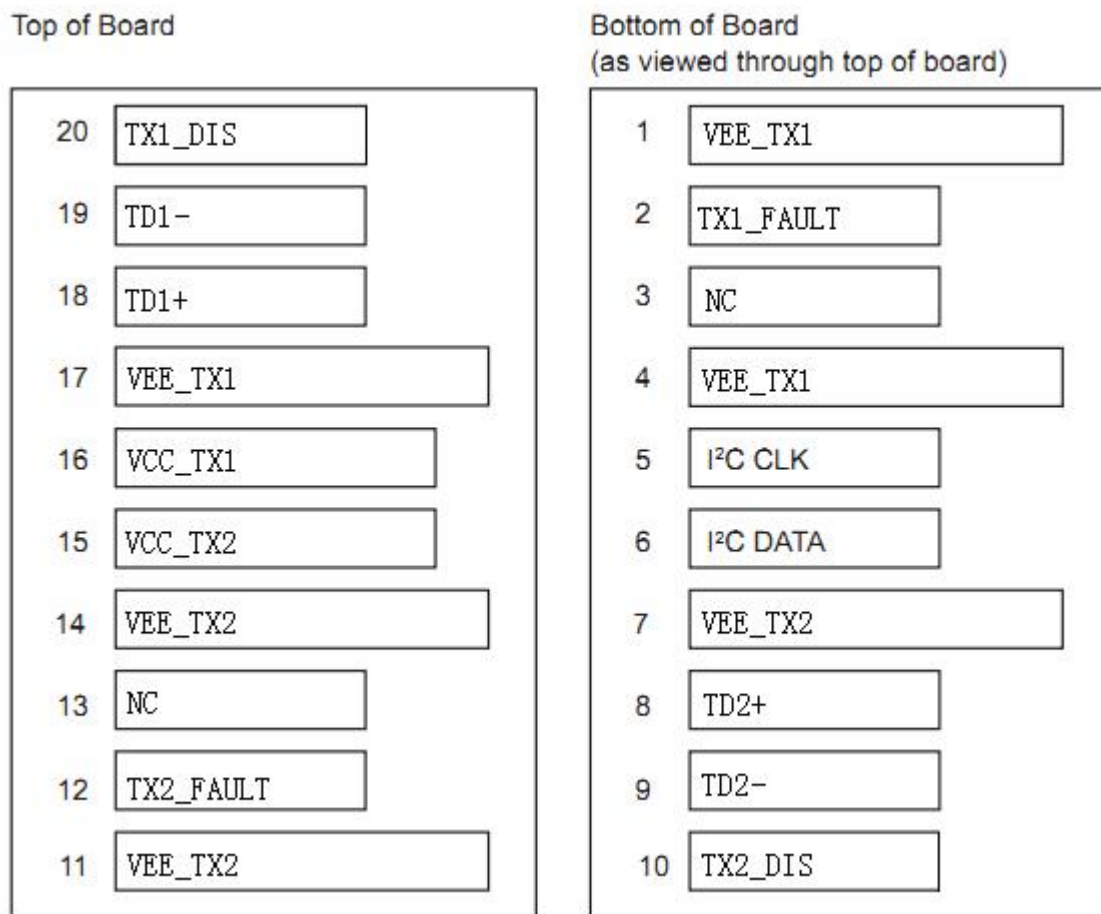 Top of Board
20 TX1_DIS
19 TD1-
18 TD1+
17 VEE_TX1
16 VCC_TX1
15 VCC_TX2
14 VEE_TX2
13 NC
12 TX2_FAULT
11 VEE_TX2
Bottom of Board
(as viewed through top of board)
1 VEE_TX1
2 TX1_FAULT
3 NC
4 VEE_TX1
5 I²C CLK
6 I²C DATA
7 VEE_TX2
8 TD2+
9 TD2-
10 TX2_DIS